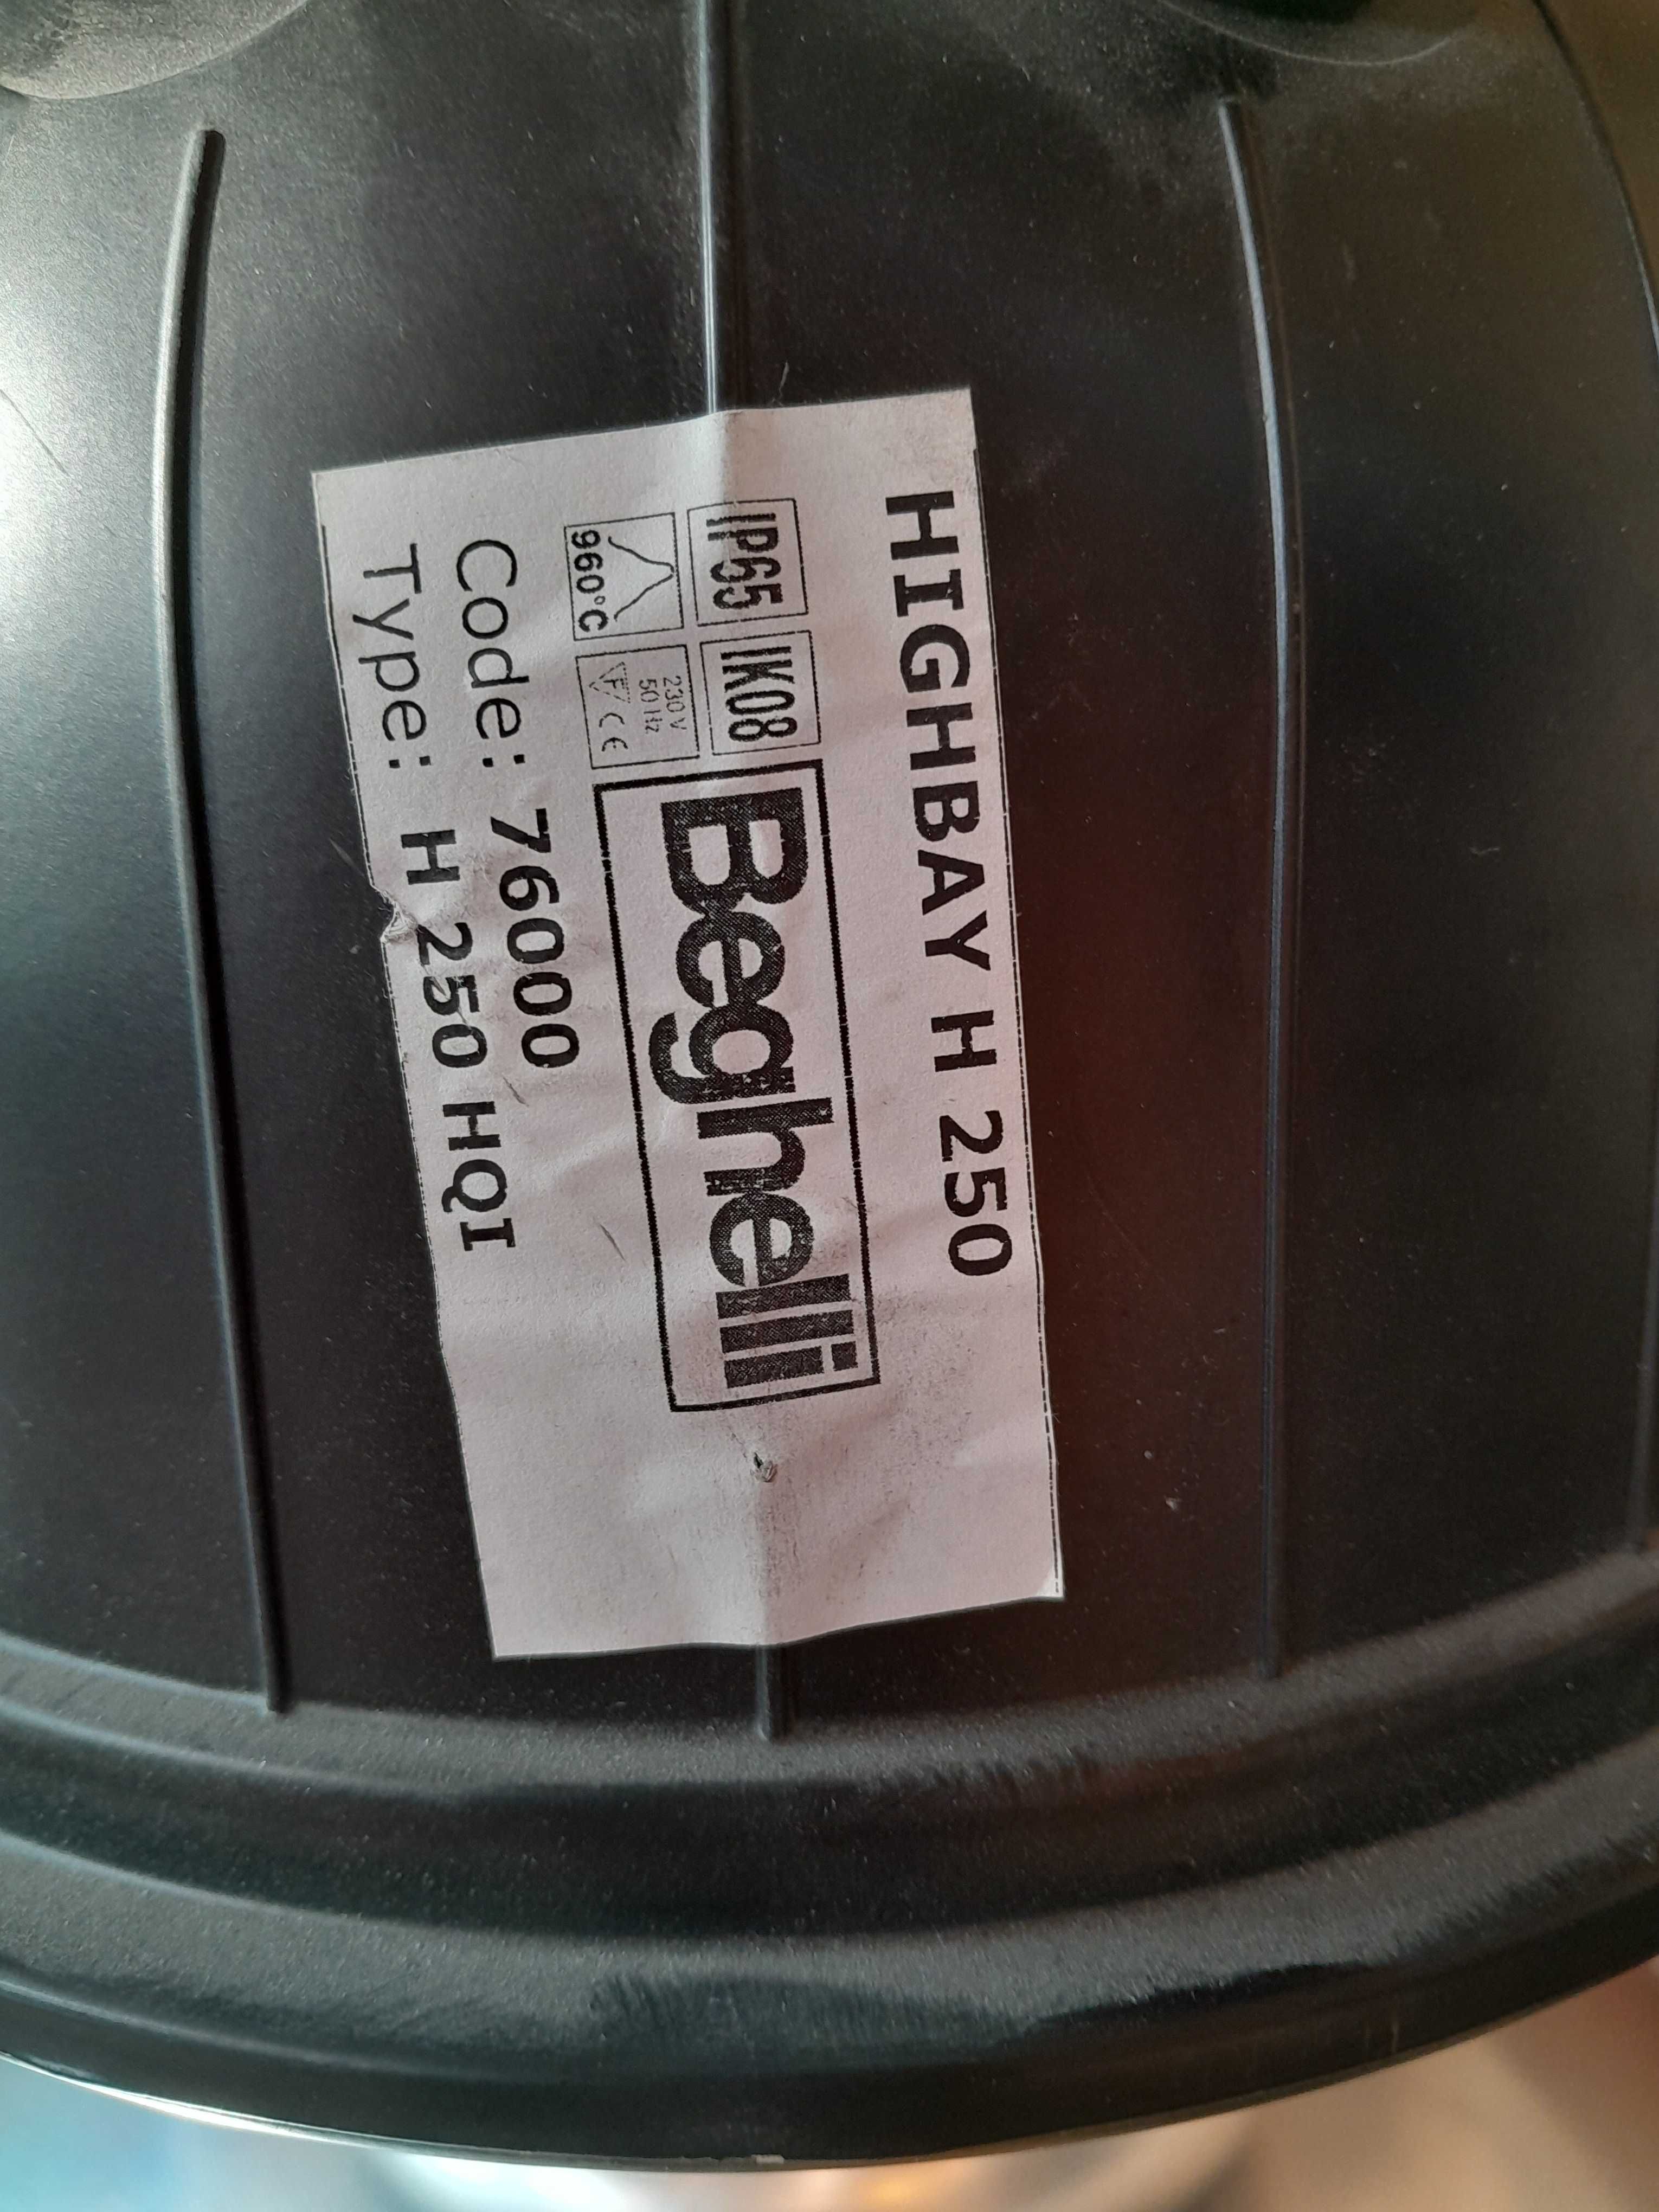 HIGHBAY H 250
IP65 IK08
Beghelli
960°C
230 V
50 Hz
F CE
Code: 76000
Type: H 250 HQI